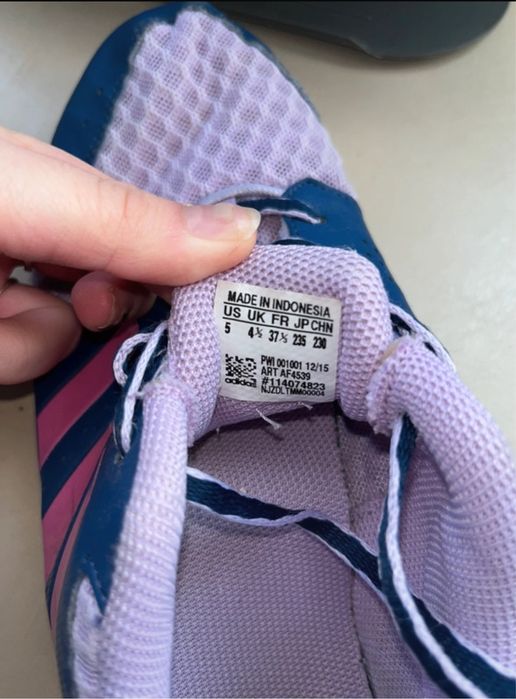 MADE IN INDONESIA
US UK FR JP CHN
5 4½ 37⅓ 235 230
PWI 001001 12/15
ART AF4539
#114074823
adidas NJZDLTMM00004